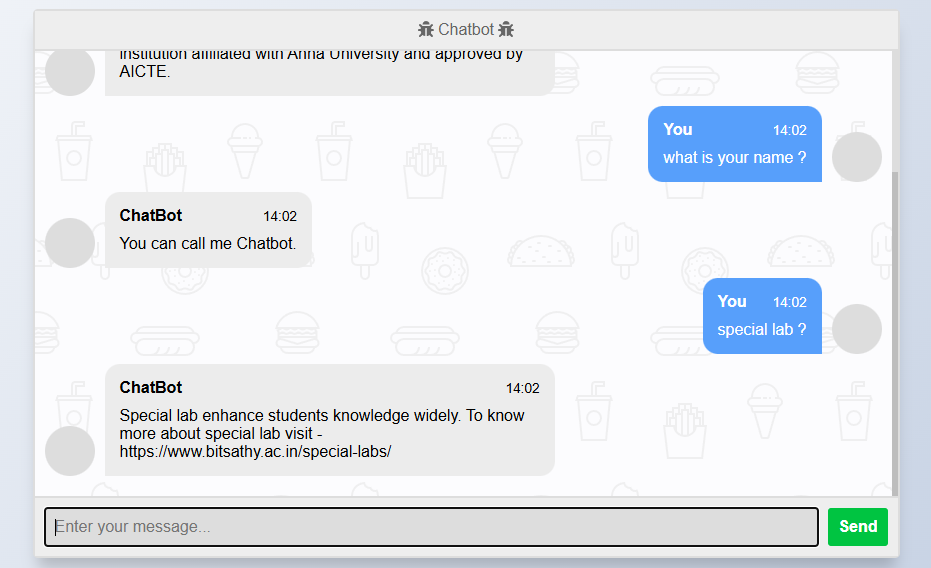 Chatbot
institution affiliated with Anna University and approved by
AICTE.
You 14:02
what is your name ?
ChatBot 14:02
You can call me Chatbot.
You 14:02
special lab ?
ChatBot 14:02
Special lab enhance students knowledge widely. To know
more about special lab visit -
https://www.bitsathy.ac.in/special-labs/
Enter your message...
Send